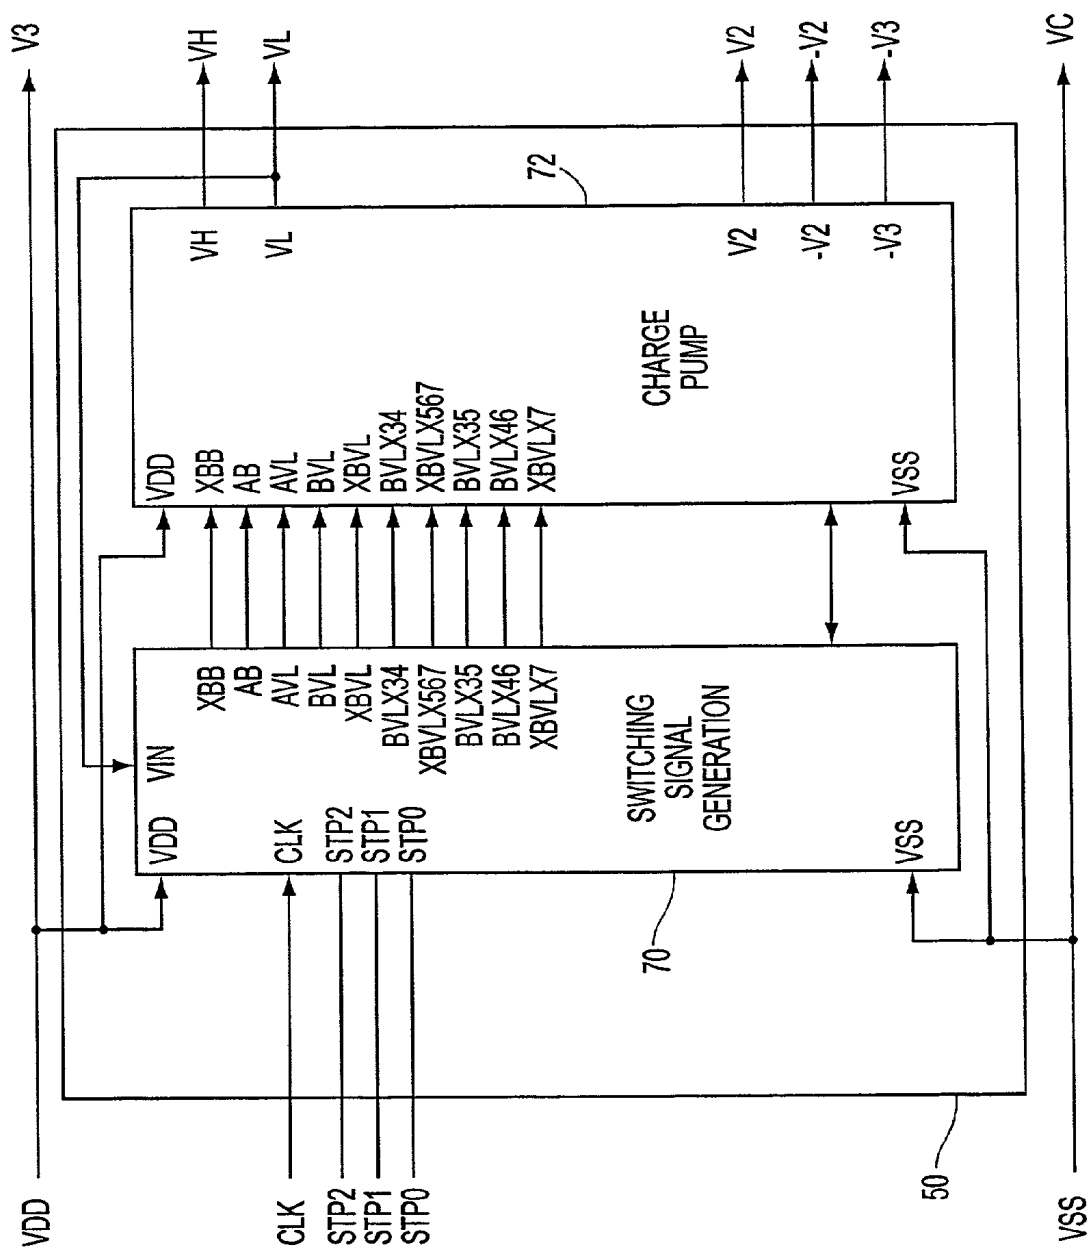 VDD
V3
VH
VL
CLK
STP2
STP1
STP0
V2
-V2
-V3
VSS
VC
50
70
VDD
VIN
CLK
STP2
STP1
STP0
VSS
SWITCHING
SIGNAL
GENERATION
XBB
AB
AVL
BVL
XBVL
BVLX34
XBVLX567
BVLX35
BVLX46
XBVLX7
72
VDD
XBB
AB
AVL
BVL
XBVL
BVLX34
XBVLX567
BVLX35
BVLX46
XBVLX7
VSS
CHARGE
PUMP
VH
VL
V2
-V2
-V3